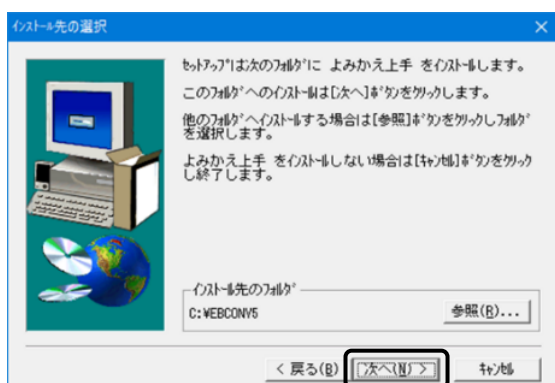 ｲﾝｽﾄｰﾙ先の選択
ｾｯﾄｱｯﾌﾟは次のﾌｫﾙﾀﾞに よみかえ上手 をｲﾝｽﾄｰﾙします。
このﾌｫﾙﾀﾞへのｲﾝｽﾄｰﾙは[次へ]ﾎﾞﾀﾝをｸﾘｯｸします。
他のﾌｫﾙﾀﾞへｲﾝｽﾄｰﾙする場合は[参照]ﾎﾞﾀﾝをｸﾘｯｸしﾌｫﾙﾀﾞ
を選択します。
よみかえ上手 をｲﾝｽﾄｰﾙしない場合は[ｷｬﾝｾﾙ]ﾎﾞﾀﾝをｸﾘｯｸ
し終了します。
ｲﾝｽﾄｰﾙ先のﾌｫﾙﾀﾞ
C:¥EBCONV5
参照(R)...
< 戻る(B)
次へ(N) >
ｷｬﾝｾﾙ